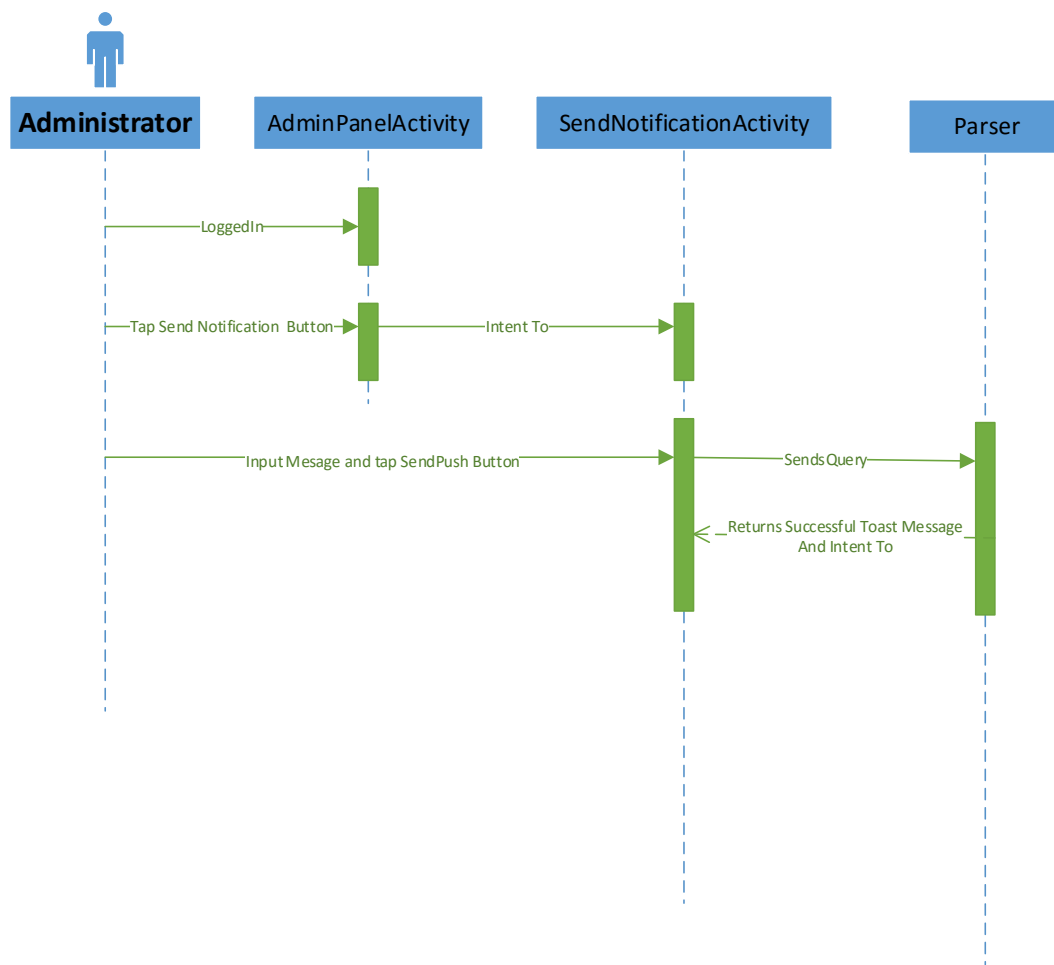 Administrator
AdminPanelActivity
SendNotificationActivity
Parser
LoggedIn
Tap Send Notification Button
Intent To
Input Mesage and tap SendPush Button
SendsQuery
Returns Successful Toast Message
And Intent To